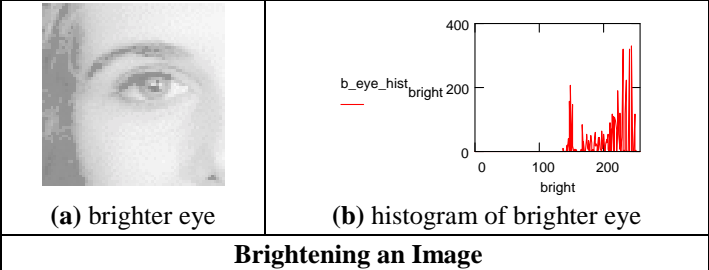 400
b_eye_hist bright
200
0
0 100 200
bright
(a) brighter eye
(b) histogram of brighter eye
Brightening an Image